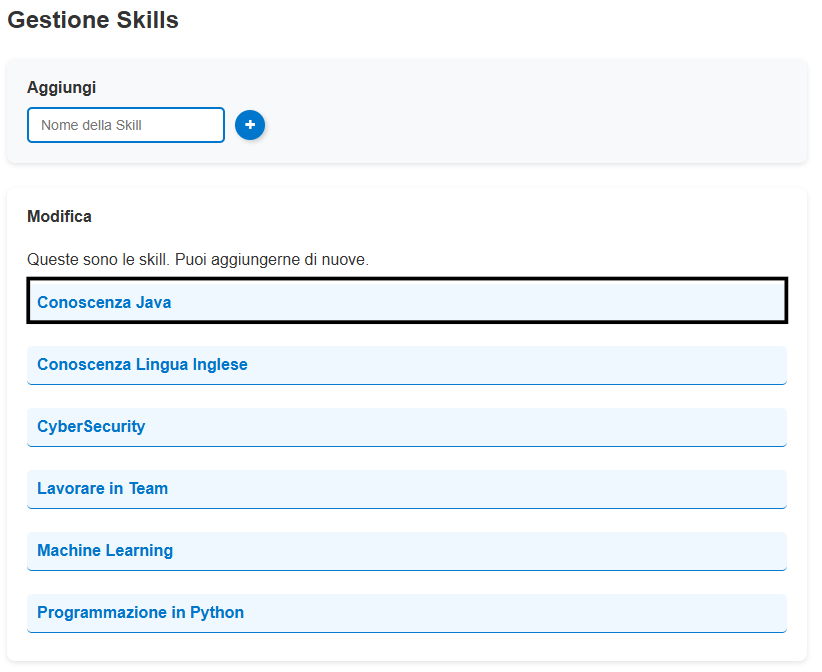 Gestione Skills
Aggiungi
Nome della Skill
+
Modifica
Queste sono le skill. Puoi aggiungerne di nuove.
Conoscenza Java
Conoscenza Lingua Inglese
CyberSecurity
Lavorare in Team
Machine Learning
Programmazione in Python